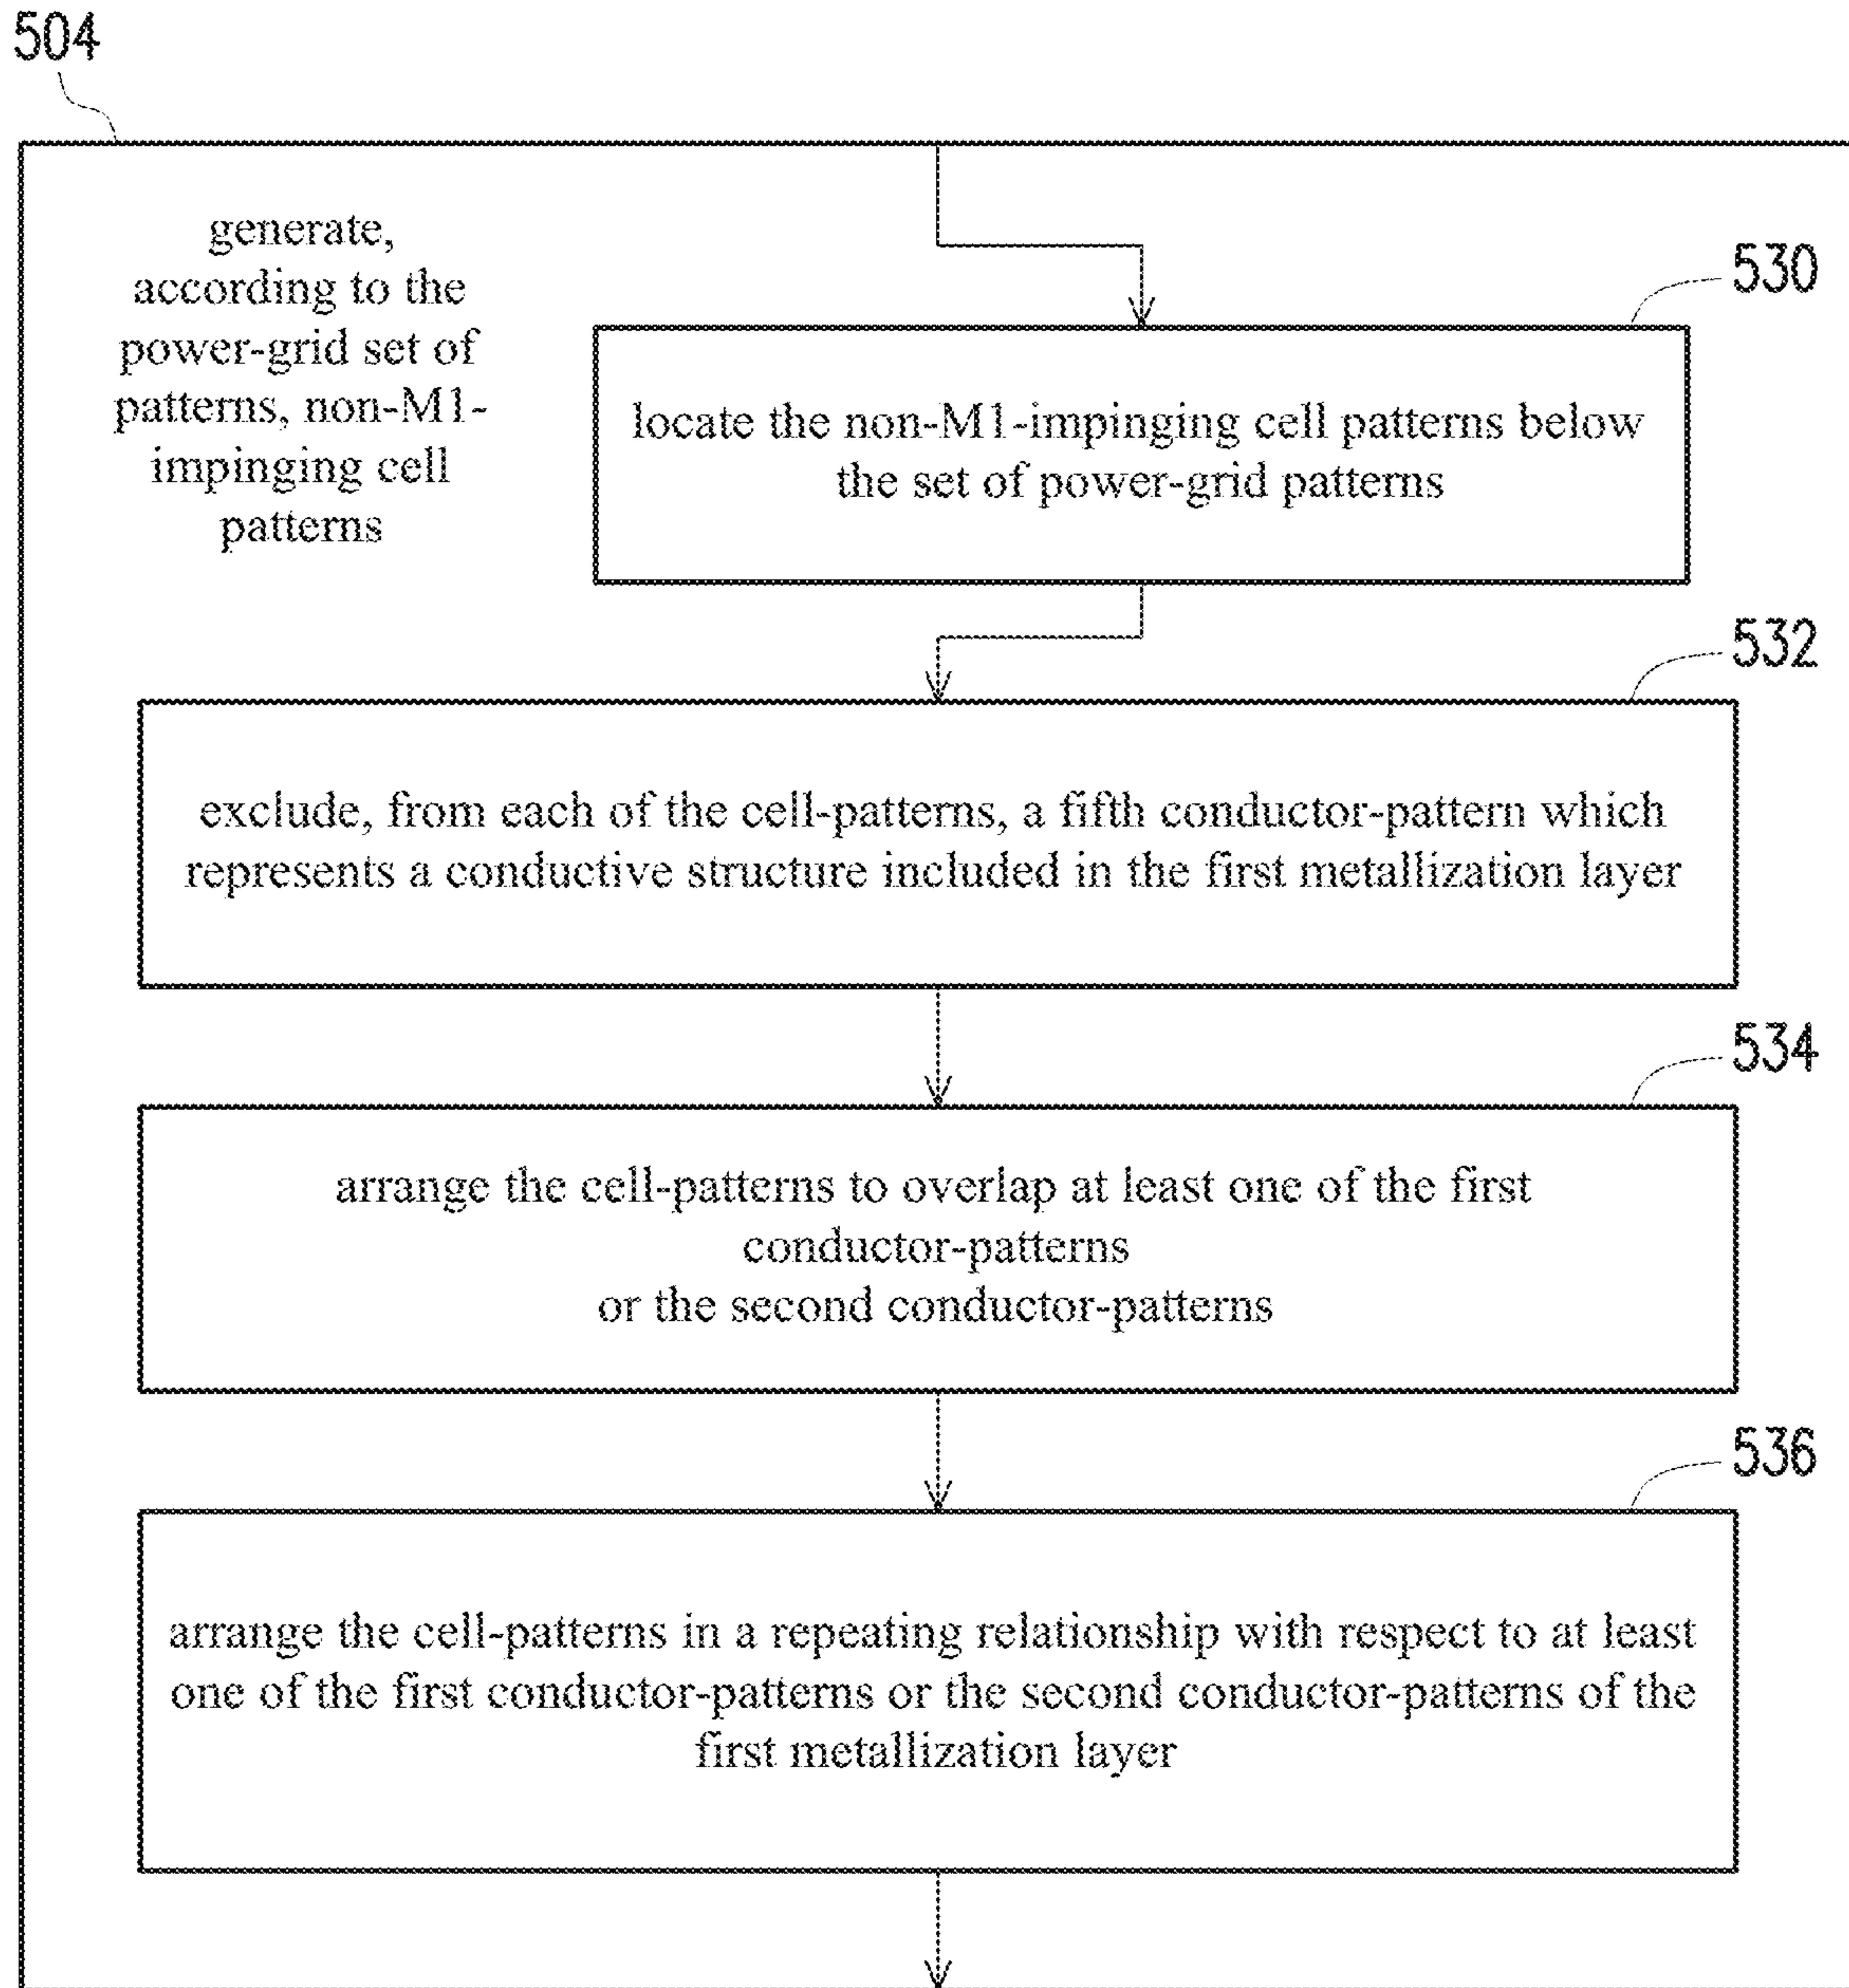 504
generate,
according to the
power-grid set of
patterns, non-M1-
impinging cell
patterns
530
locate the non-M1-impinging cell patterns below
the set of power-grid patterns
532
exclude, from each of the cell-patterns, a fifth conductor-pattern which
represents a conductive structure included in the first metallization layer
534
arrange the cell-patterns to overlap at least one of the first
conductor-patterns
or the second conductor-patterns
536
arrange the cell-patterns in a repeating relationship with respect to at least
one of the first conductor-patterns or the second conductor-patterns of the
first metallization layer